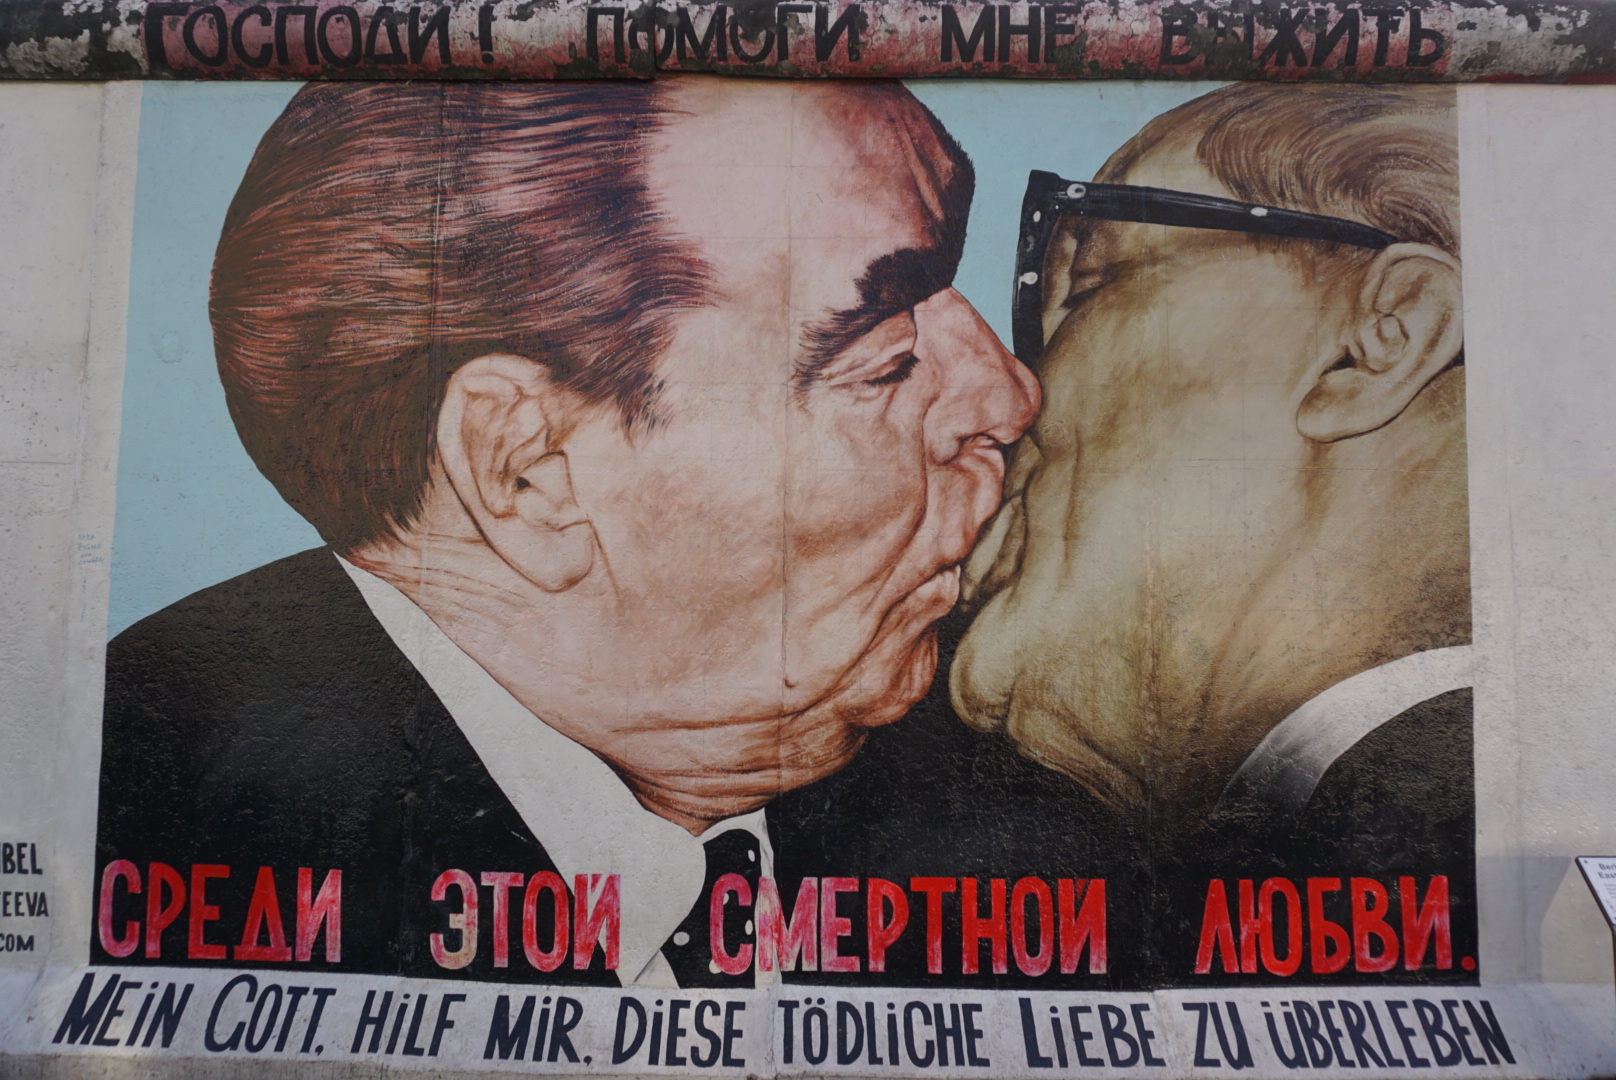 ГОСПОДИ! ПОМОГИ МНЕ ВЫЖИТЬ
СРЕДИ ЭТОЙ СМЕРТНОЙ ЛЮБВИ.
MEiN GOTT, HiLF MiR, DiESE TÖDLiCHE LiEBE ZU ÜBERLEBEN